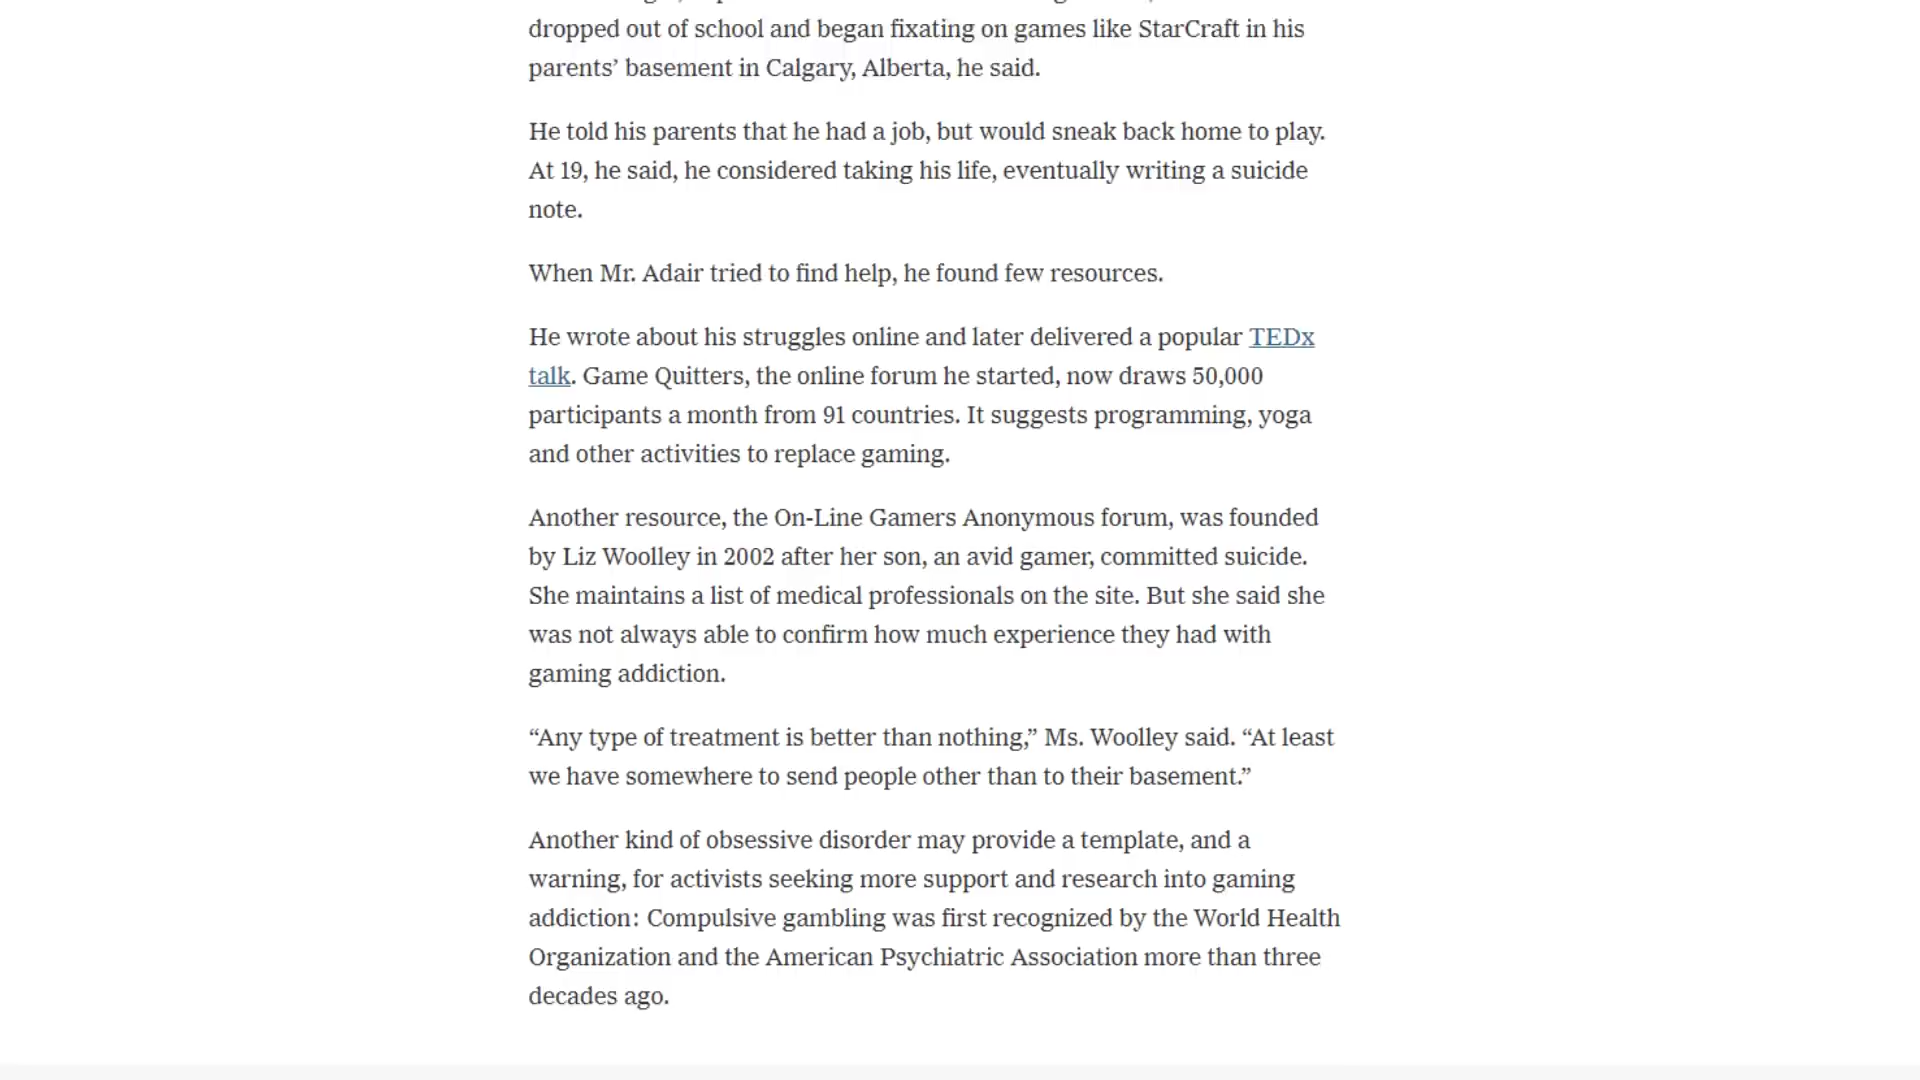 dropped out of school and began fixating on games like StarCraft in his
parents’ basement in Calgary, Alberta, he said.
He told his parents that he had a job, but would sneak back home to play.
At 19, he said, he considered taking his life, eventually writing a suicide
note.
When Mr. Adair tried to find help, he found few resources.
He wrote about his struggles online and later delivered a popular TEDx
talk. Game Quitters, the online forum he started, now draws 50,000
participants a month from 91 countries. It suggests programming, yoga
and other activities to replace gaming.
Another resource, the On-Line Gamers Anonymous forum, was founded
by Liz Woolley in 2002 after her son, an avid gamer, committed suicide.
She maintains a list of medical professionals on the site. But she said she
was not always able to confirm how much experience they had with
gaming addiction.
“Any type of treatment is better than nothing,” Ms. Woolley said. “At least
we have somewhere to send people other than to their basement.”
Another kind of obsessive disorder may provide a template, and a
warning, for activists seeking more support and research into gaming
addiction: Compulsive gambling was first recognized by the World Health
Organization and the American Psychiatric Association more than three
decades ago.